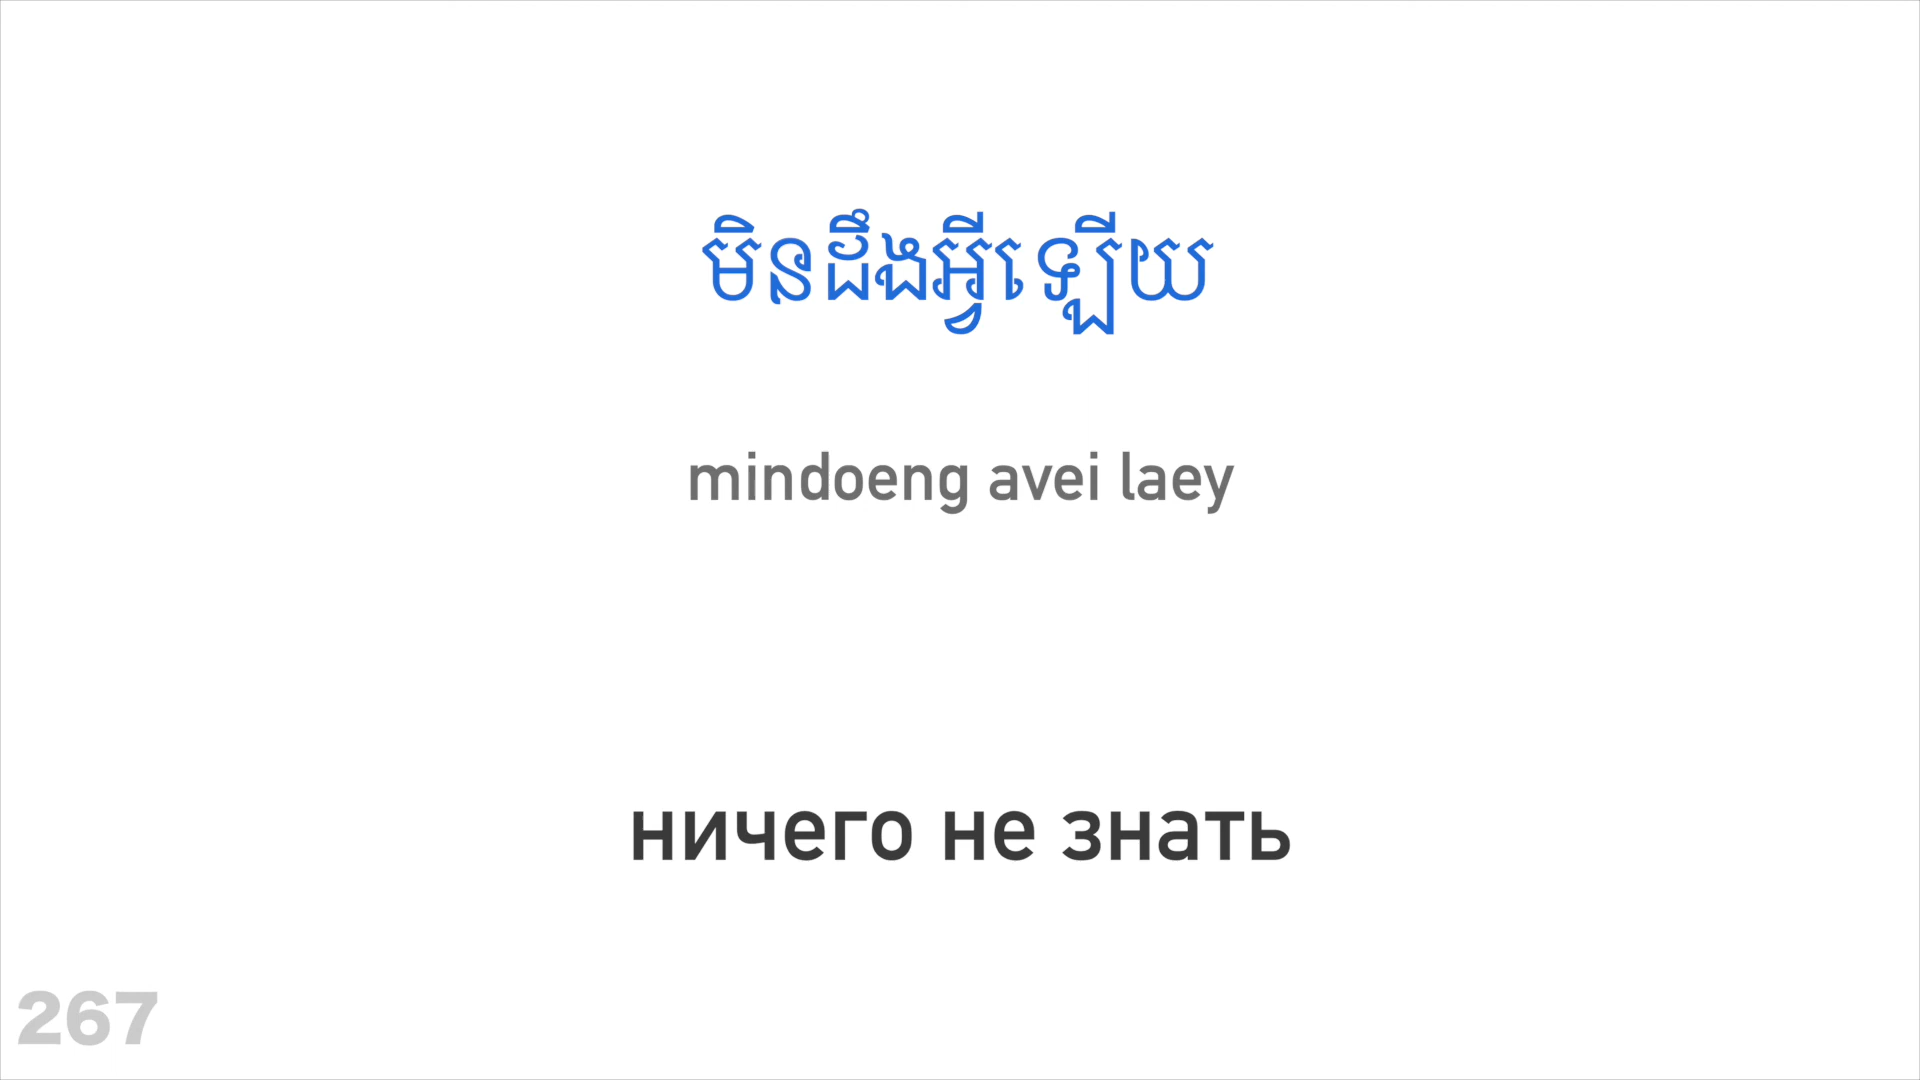 មិនដឹងអ្វីឡើយ
mindoeng avei laey
ничего не знать
267